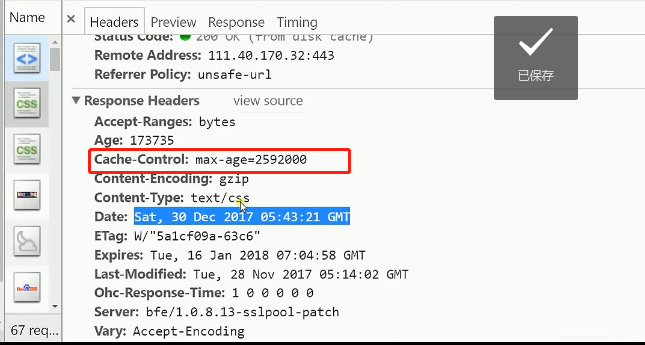 Name
× Headers Preview Response Timing
Status Code: 200 OK (from disk cache)
Remote Address: 111.40.170.32:443
Referrer Policy: unsafe-url
已保存
▼ Response Headers view source
Accept-Ranges: bytes
Age: 173735
Cache-Control: max-age=2592000
Content-Encoding: gzip
Content-Type: text/css
Date: Sat, 30 Dec 2017 05:43:21 GMT
ETag: W/"5a1cf09a-63c6"
Expires: Tue, 16 Jan 2018 07:04:58 GMT
Last-Modified: Tue, 28 Nov 2017 05:14:02 GMT
Ohc-Response-Time: 1 0 0 0 0 0
Server: bfe/1.0.8.13-sslpool-patch
Vary: Accept-Encoding
CSS
CSS
67 req...